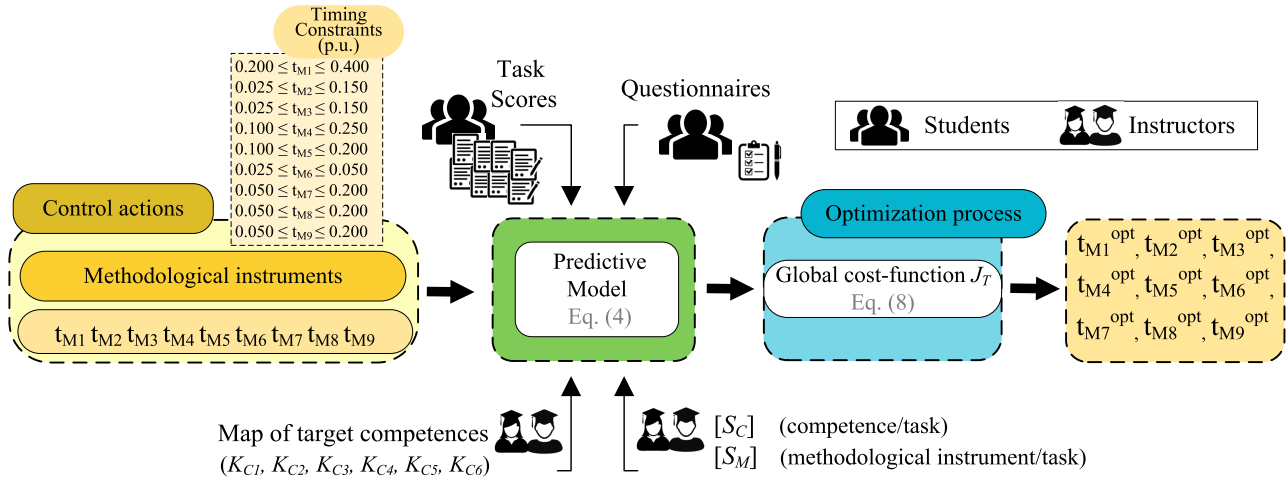 Timing
Constraints
(p.u.)
0.200 ≤ tM1 ≤ 0.400
0.025 ≤ tM2 ≤ 0.150
0.025 ≤ tM3 ≤ 0.150
0.100 ≤ tM4 ≤ 0.250
0.100 ≤ tM5 ≤ 0.200
0.025 ≤ tM6 ≤ 0.050
0.050 ≤ tM7 ≤ 0.200
0.050 ≤ tM8 ≤ 0.200
0.050 ≤ tM9 ≤ 0.200
Control actions
Methodological instruments
tM1 tM2 tM3 tM4 tM5 tM6 tM7 tM8 tM9
Task
Scores
Questionnaires
Students
Instructors
Predictive
Model
Eq. (4)
Optimization process
Global cost-function JT
Eq. (8)
tM1opt, tM2opt, tM3opt,
tM4opt, tM5opt, tM6opt,
tM7opt, tM8opt, tM9opt
Map of target competences
(KC1, KC2, KC3, KC4, KC5, KC6)
[SC] (competence/task)
[SM] (methodological instrument/task)